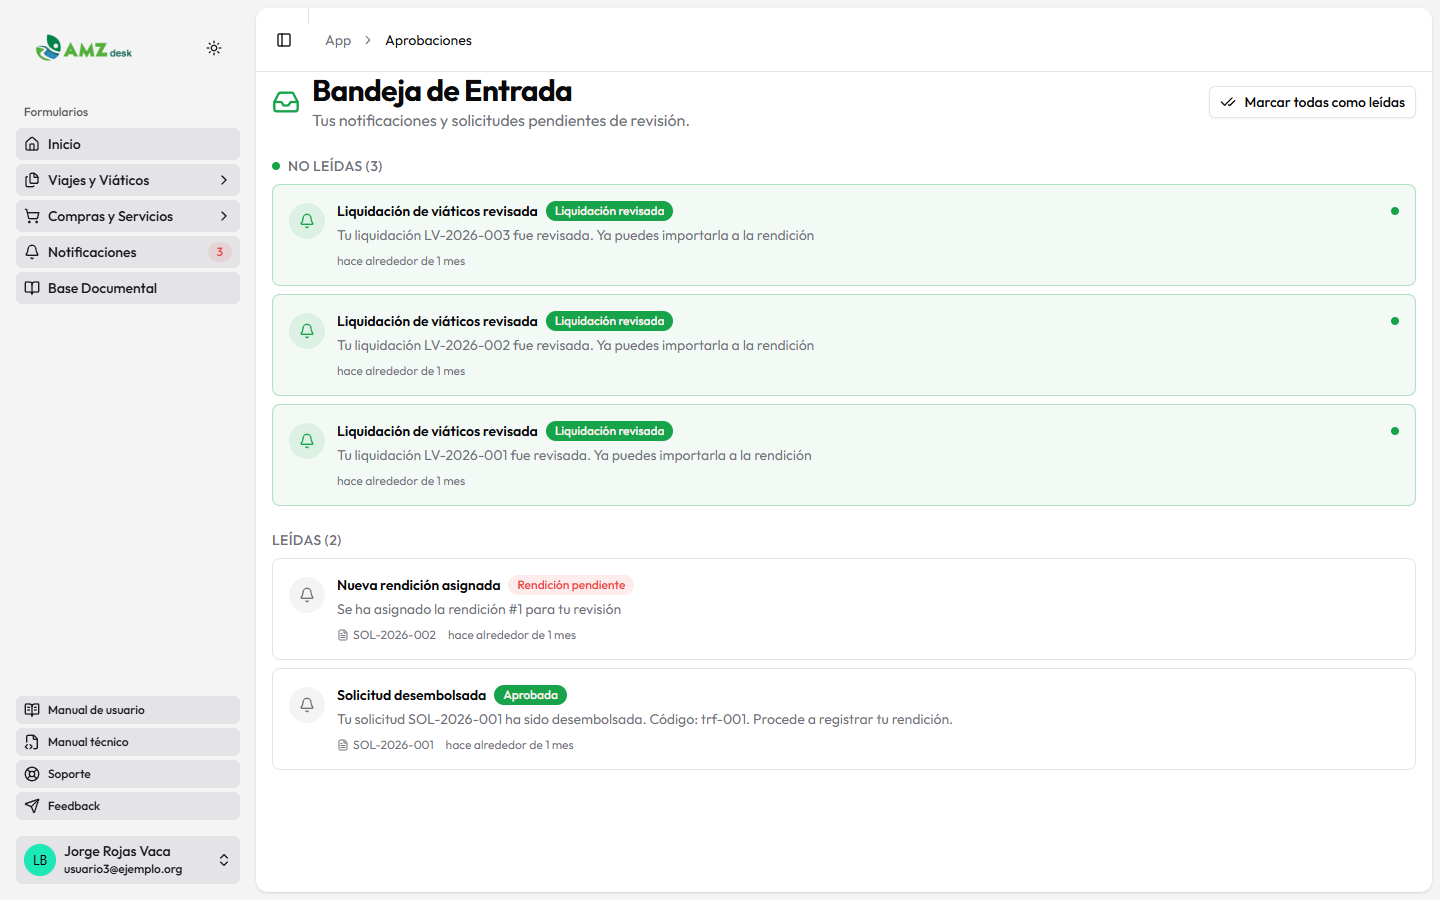 AMZ desk
Formularios
Inicio
Viajes y Viáticos
Compras y Servicios
Notificaciones 3
Base Documental
Manual de usuario
Manual técnico
Soporte
Feedback
LB
Jorge Rojas Vaca
usuario3@ejemplo.org
App > Aprobaciones
Bandeja de Entrada
Tus notificaciones y solicitudes pendientes de revisión.
Marcar todas como leídas
NO LEÍDAS (3)
Liquidación de viáticos revisada Liquidación revisada
Tu liquidación LV-2026-003 fue revisada. Ya puedes importarla a la rendición
hace alrededor de 1 mes
Liquidación de viáticos revisada Liquidación revisada
Tu liquidación LV-2026-002 fue revisada. Ya puedes importarla a la rendición
hace alrededor de 1 mes
Liquidación de viáticos revisada Liquidación revisada
Tu liquidación LV-2026-001 fue revisada. Ya puedes importarla a la rendición
hace alrededor de 1 mes
LEÍDAS (2)
Nueva rendición asignada Rendición pendiente
Se ha asignado la rendición #1 para tu revisión
SOL-2026-002 hace alrededor de 1 mes
Solicitud desembolsada Aprobada
Tu solicitud SOL-2026-001 ha sido desembolsada. Código: trf-001. Procede a registrar tu rendición.
SOL-2026-001 hace alrededor de 1 mes